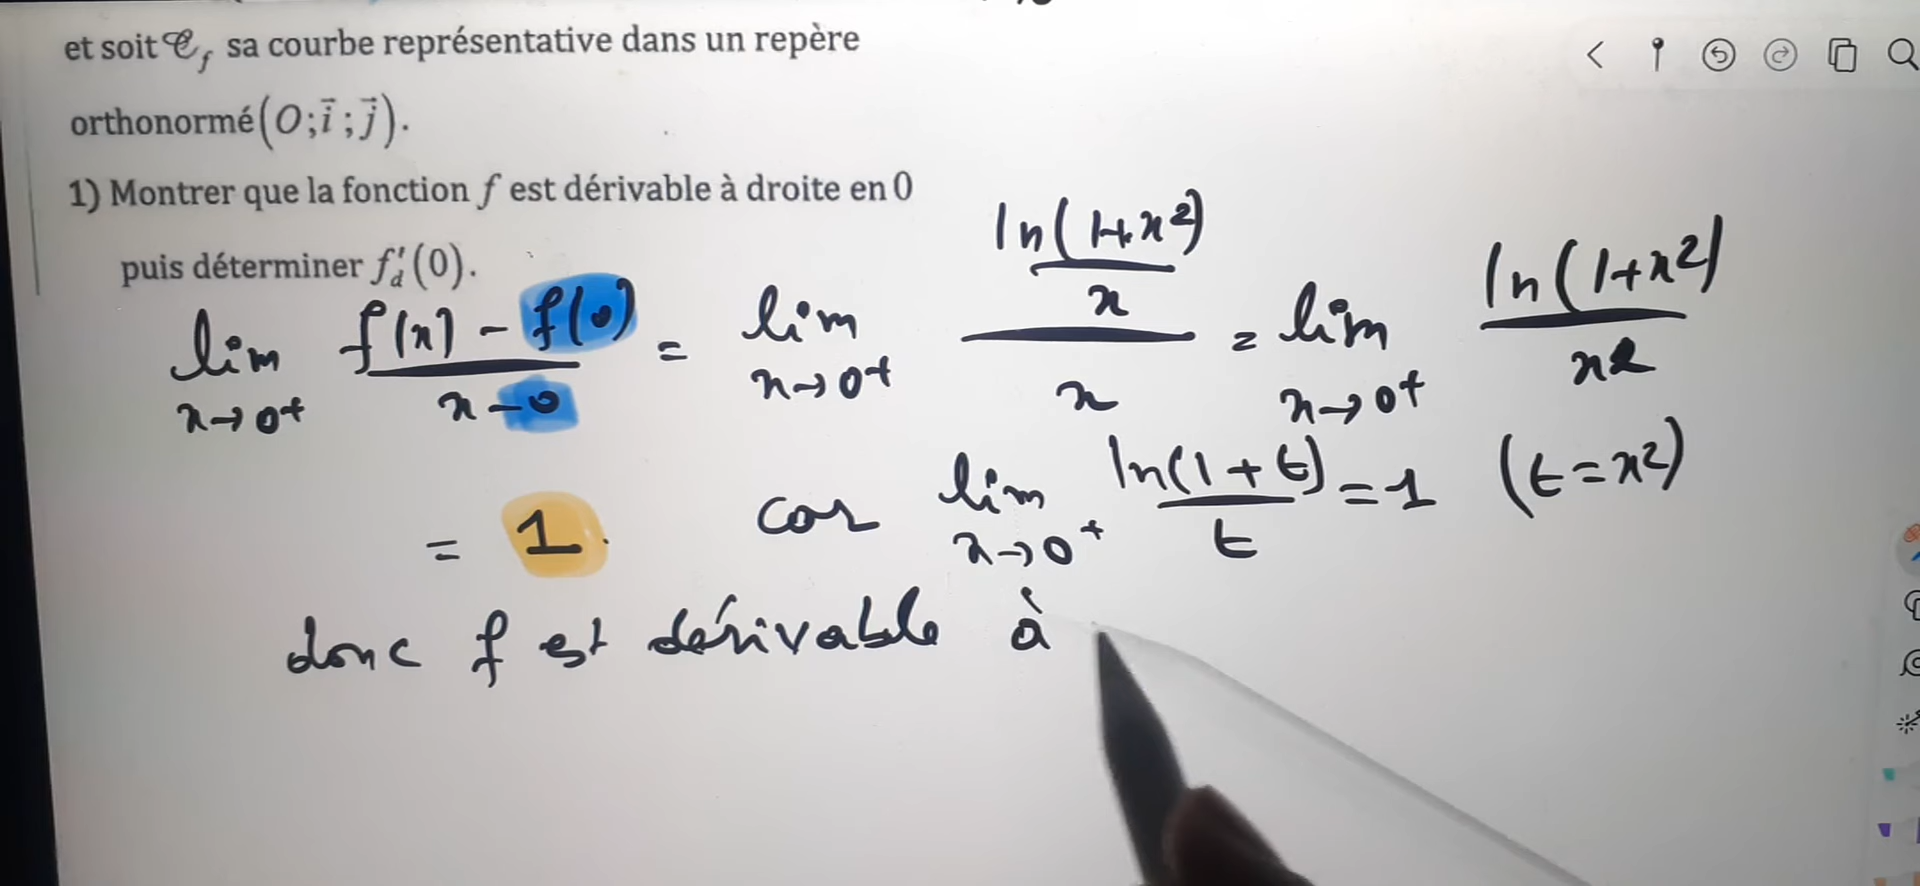 et soit 𝒞f sa courbe représentative dans un repère
orthonormé (O;i⃗;j⃗).
1) Montrer que la fonction f est dérivable à droite en 0
puis déterminer f'd(0).
lim x→0+ (f(x) - f(0))/(x-0) = lim x→0+ (ln(1+x²)/x)/x = lim x→0+ ln(1+x²)/x2
= 1. car lim x→0+ ln(1+t)/t = 1 (t=x²)
donc f est dérivable à